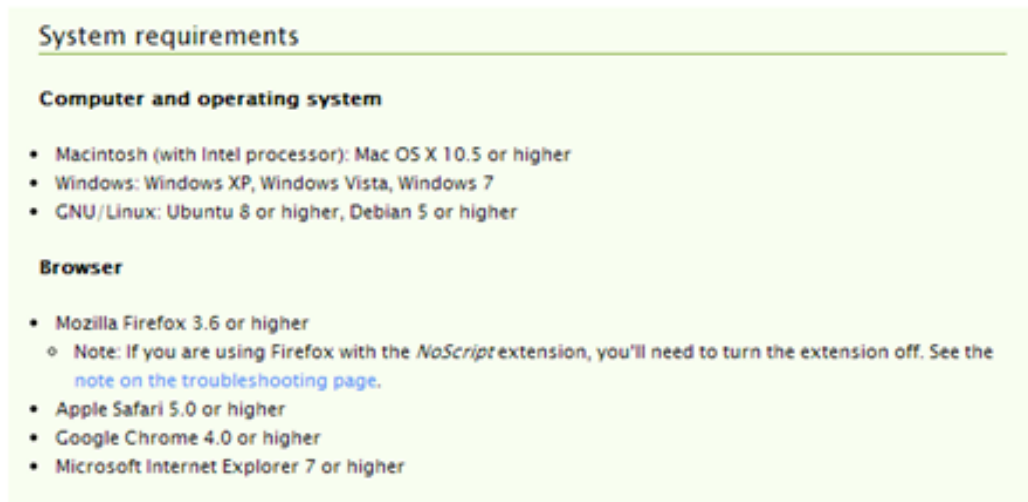 System requirements
Computer and operating system
• Macintosh (with Intel processor): Mac OS X 10.5 or higher
• Windows: Windows XP, Windows Vista, Windows 7
• GNU/Linux: Ubuntu 8 or higher, Debian 5 or higher
Browser
• Mozilla Firefox 3.6 or higher
◦ Note: If you are using Firefox with the NoScript extension, you'll need to turn the extension off. See the
note on the troubleshooting page.
• Apple Safari 5.0 or higher
• Google Chrome 4.0 or higher
• Microsoft Internet Explorer 7 or higher